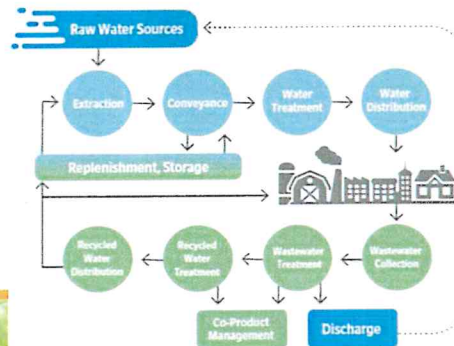 Raw Water Sources
Extraction
Conveyance
Water
Treatment
Water
Distribution
Replenishment, Storage
Recycled
Water
Distribution
Recycled
Water
Treatment
Wastewater
Treatment
Wastewater
Collection
Co-Product
Management
Discharge